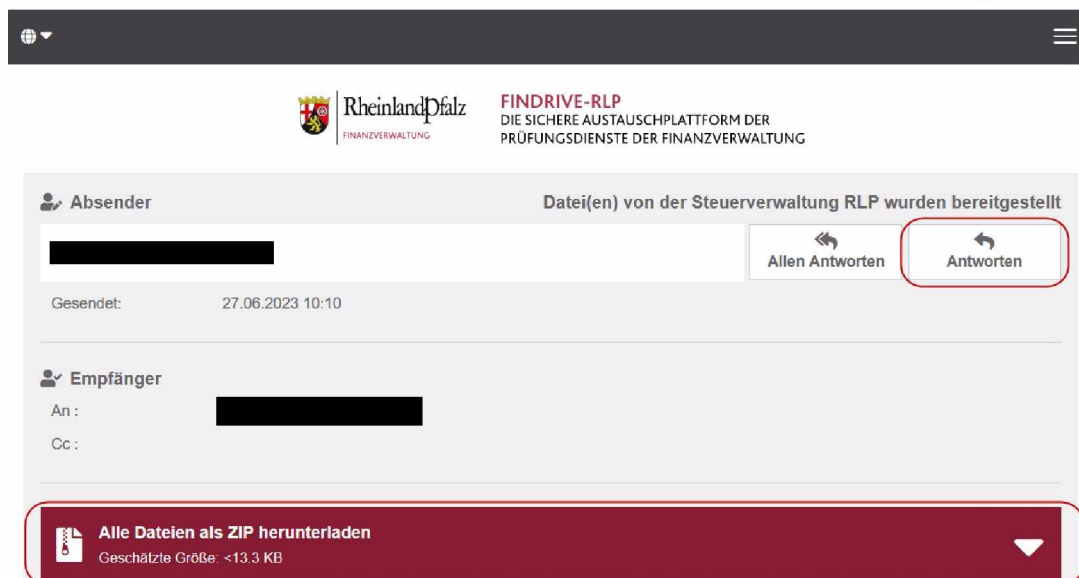 RheinlandPfalz
FINANZVERWALTUNG
FINDRIVE-RLP
DIE SICHERE AUSTAUSCHPLATTFORM DER
PRÜFUNGSDIENSTE DER FINANZVERWALTUNG
Absender
Datei(en) von der Steuerverwaltung RLP wurden bereitgestellt
Allen Antworten
Antworten
Gesendet: 27.06.2023 10:10
Empfänger
An :
Cc :
Alle Dateien als ZIP herunterladen
Geschätzte Größe: <13.3 KB